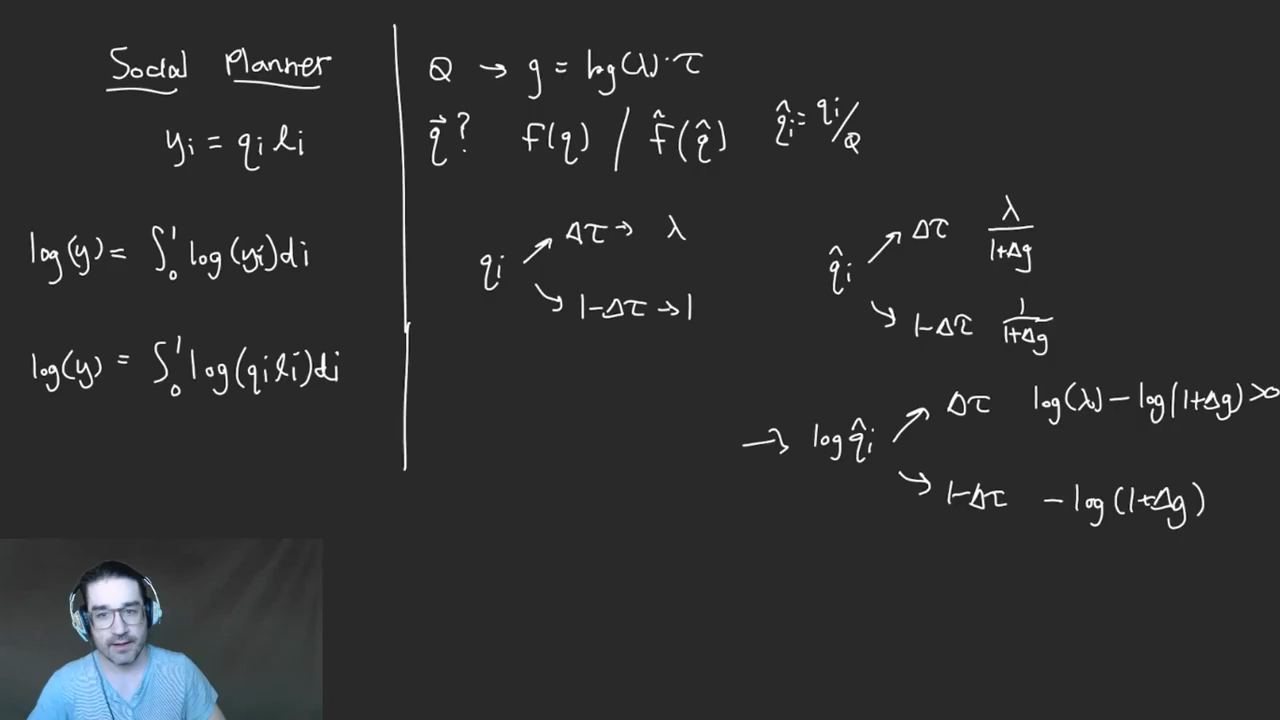 Social Planner
yi = qi li
log(y) = ∫₀¹ log(yi)di
log(y) = ∫₀¹ log(qi li)di
Q → g = log(λ)·τ
q⃗? F(q) / F̂(q̂) q̂i = qi/Q
qi
Δτ → λ
1-Δτ → 1
q̂i
Δτ λ/(1+Δg)
1-Δτ 1/(1+Δg)
→ log q̂i
Δτ log(λ) - log(1+Δg) > 0
1-Δτ - log(1+Δg)